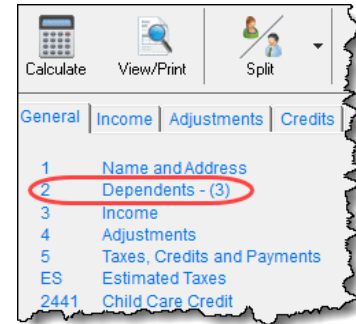 Calculate View/Print Split
General Income Adjustments Credits
1 Name and Address
2 Dependents - (3)
3 Income
4 Adjustments
5 Taxes, Credits and Payments
ES Estimated Taxes
2441 Child Care Credit